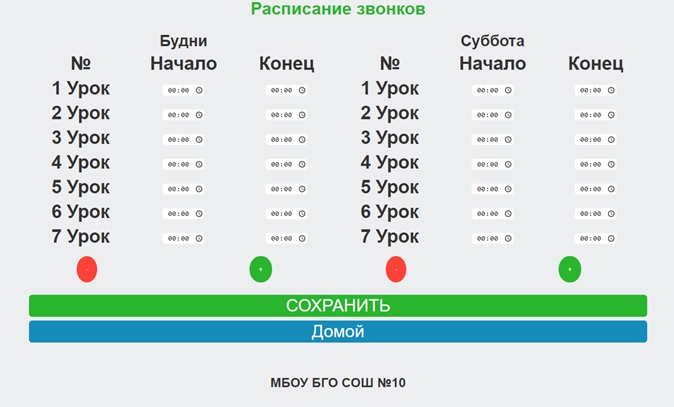 Расписание звонков
Будни Суббота
№ Начало Конец № Начало Конец
1 Урок 00:00 00:00 1 Урок 00:00 00:00
2 Урок 00:00 00:00 2 Урок 00:00 00:00
3 Урок 00:00 00:00 3 Урок 00:00 00:00
4 Урок 00:00 00:00 4 Урок 00:00 00:00
5 Урок 00:00 00:00 5 Урок 00:00 00:00
6 Урок 00:00 00:00 6 Урок 00:00 00:00
7 Урок 00:00 00:00 7 Урок 00:00 00:00
- + - +
СОХРАНИТЬ
Домой
МБОУ БГО СОШ №10